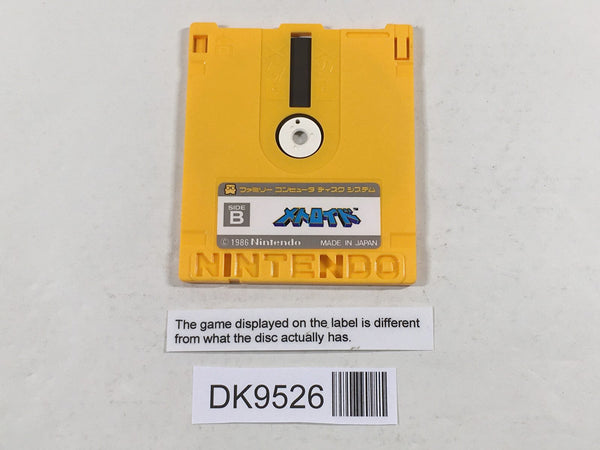 ファミリー コンピュータ ディスク システム
SIDE
B
メトロイド™
© 1986 Nintendo MADE IN JAPAN
NINTENDO
The game displayed on the label is different
from what the disc actually has.
DK9526